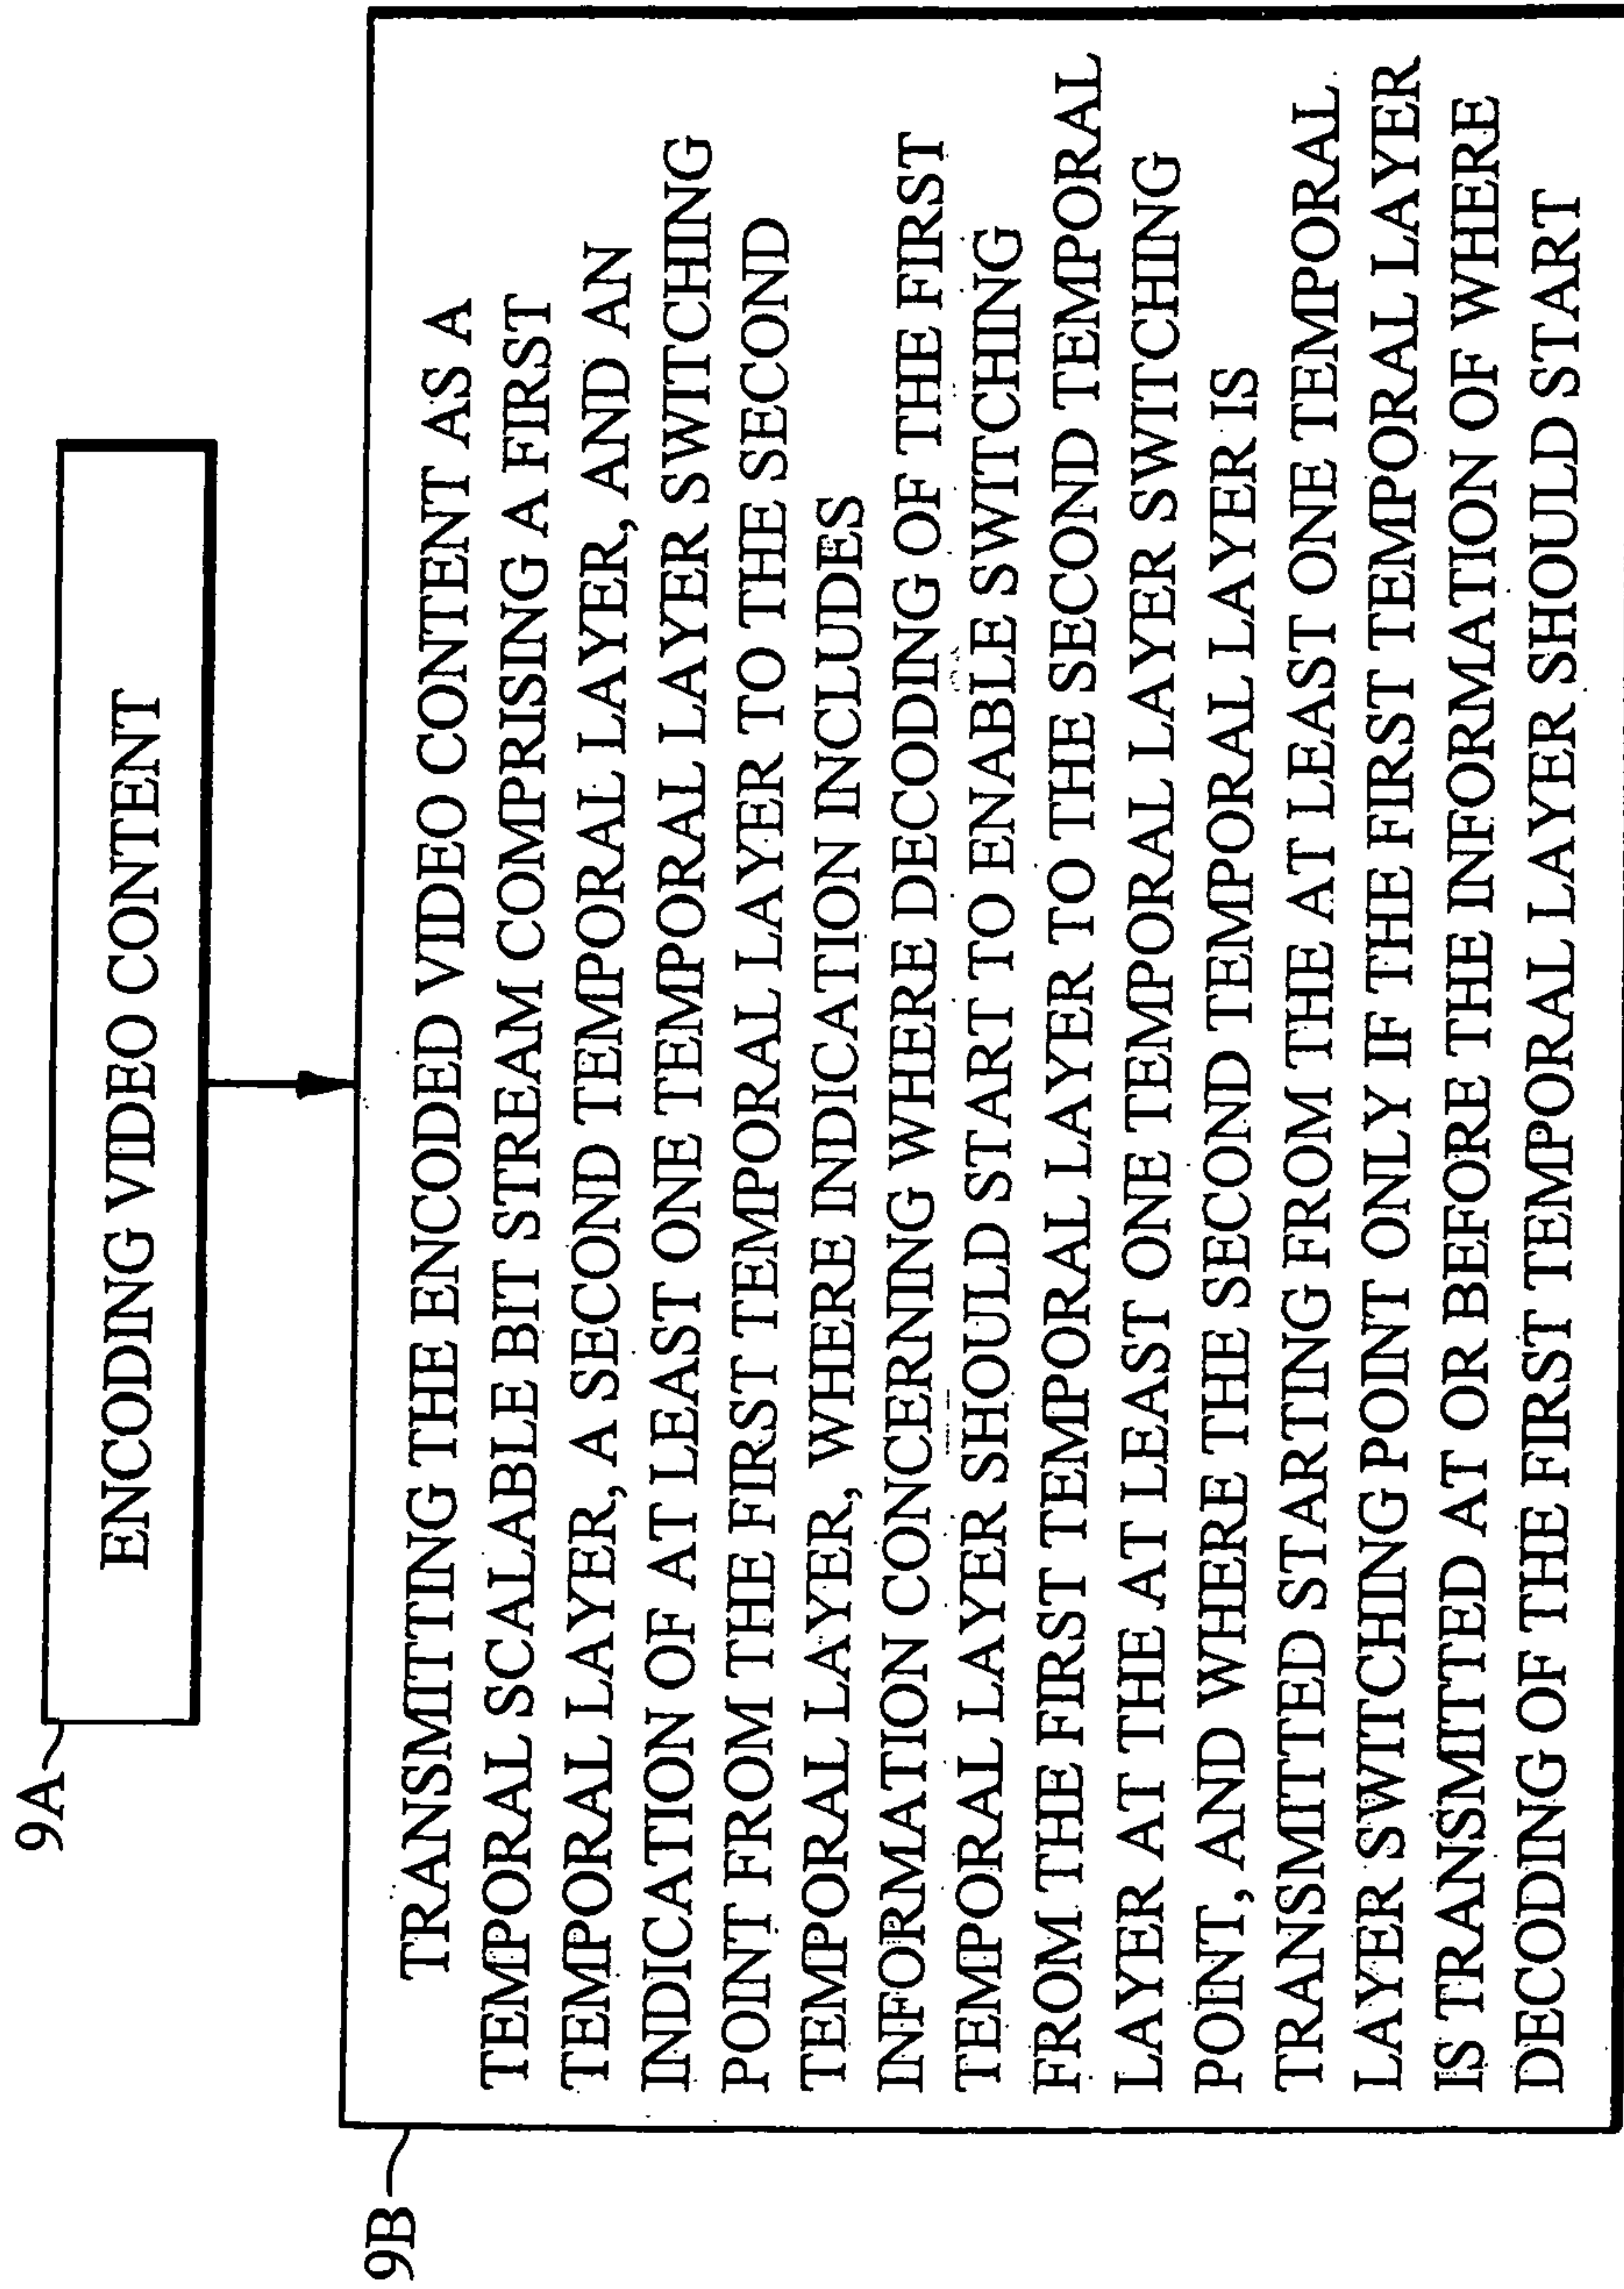 9A
ENCODING VIDEO CONTENT
9B
TRANSMITTING THE ENCODED VIDEO CONTENT AS A
TEMPORAL SCALABLE BIT STREAM COMPRISING A FIRST
TEMPORAL LAYER, A SECOND TEMPORAL LAYER, AND AN
INDICATION OF AT LEAST ONE TEMPORAL LAYER SWITCHING
POINT FROM THE FIRST TEMPORAL LAYER TO THE SECOND
TEMPORAL LAYER, WHERE INDICATION INCLUDES
INFORMATION CONCERNING WHERE DECODING OF THE FIRST
TEMPORAL LAYER SHOULD START TO ENABLE SWITCHING
FROM THE FIRST TEMPORAL LAYER TO THE SECOND TEMPORAL
LAYER AT THE AT LEAST ONE TEMPORAL LAYER SWITCHING
POINT, AND WHERE THE SECOND TEMPORAL LAYER IS
TRANSMITTED STARTING FROM THE AT LEAST ONE TEMPORAL
LAYER SWITCHING POINT ONLY IF THE FIRST TEMPORAL LAYER
IS TRANSMITTED AT OR BEFORE THE INFORMATION OF WHERE
DECODING OF THE FIRST TEMPORAL LAYER SHOULD START